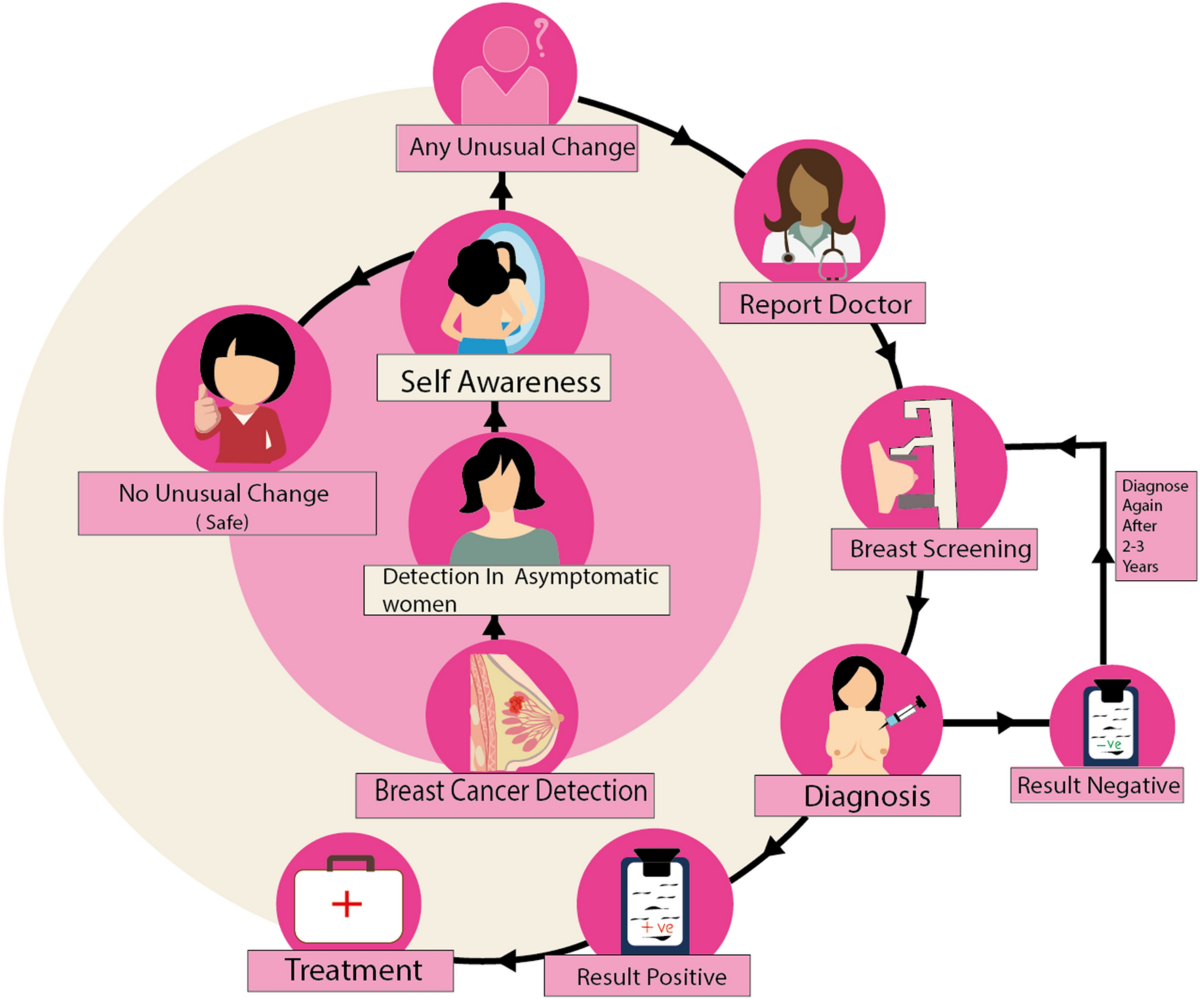 ?
Any Unusual Change
Report Doctor
Self Awareness
No Unusual Change
( Safe)
Diagnose
Again
After
2-3
Years
Breast Screening
Detection In Asymptomatic
women
-ve
Result Negative
Breast Cancer Detection
Diagnosis
+ ve
Result Positive
Treatment